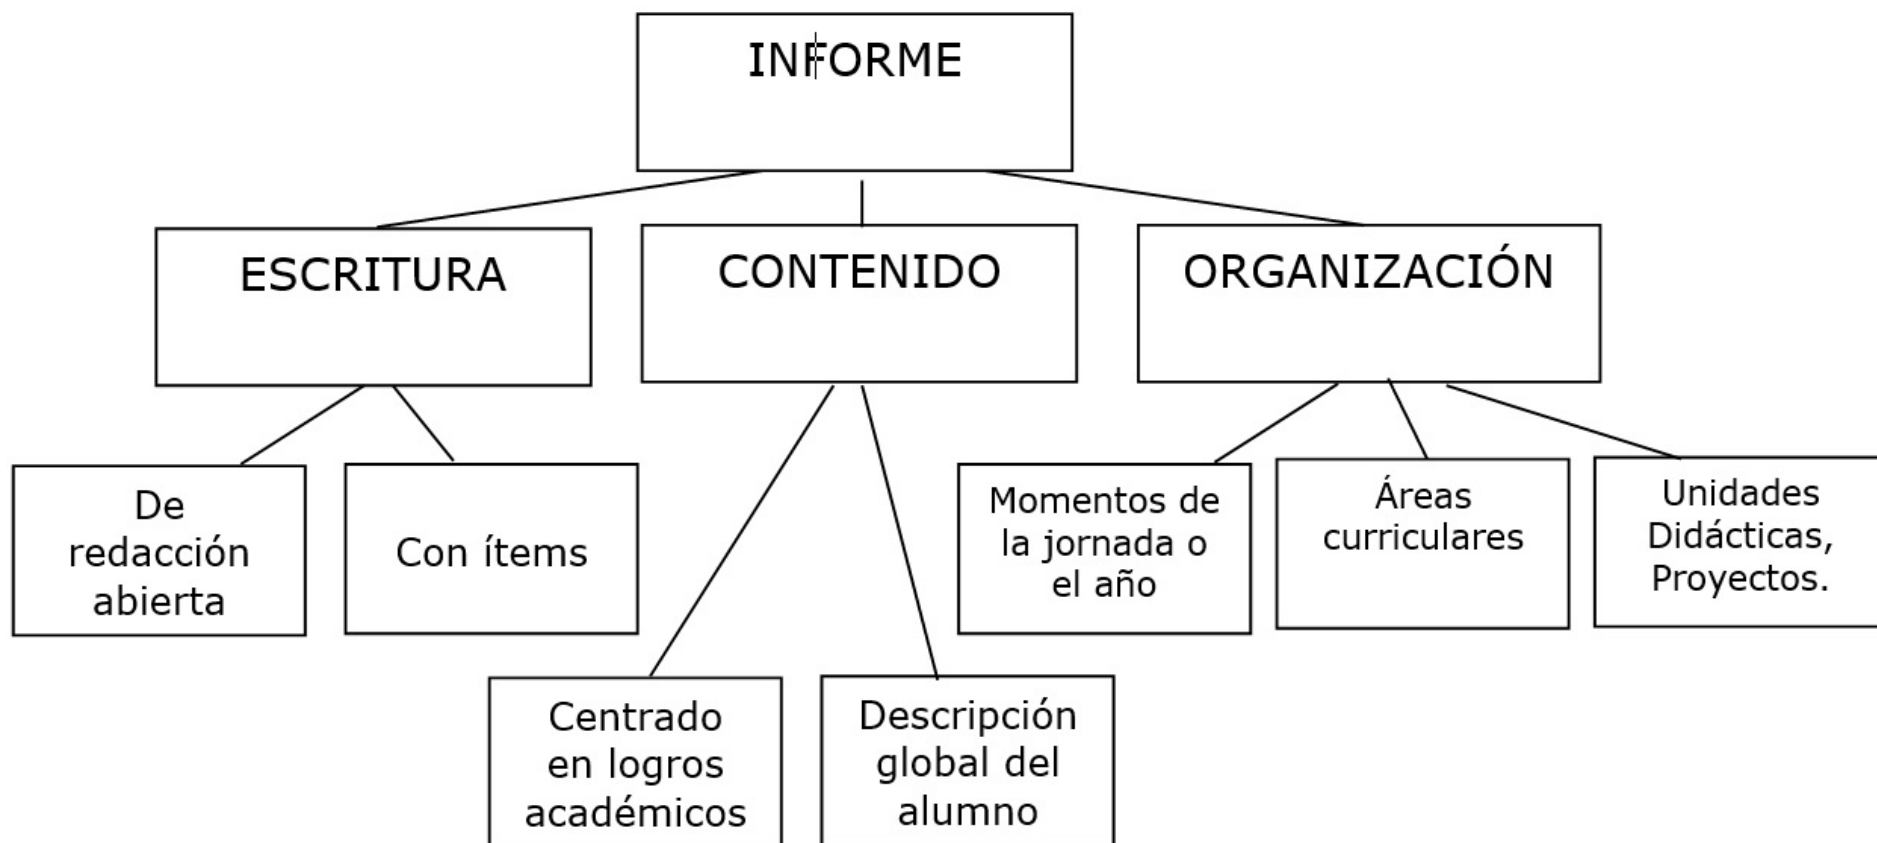 INFORME
ESCRITURA
CONTENIDO
ORGANIZACIÓN
De
redacción
abierta
Con ítems
Momentos de
la jornada o
el año
Áreas
curriculares
Unidades
Didácticas,
Proyectos.
Centrado
en logros
académicos
Descripción
global del
alumno